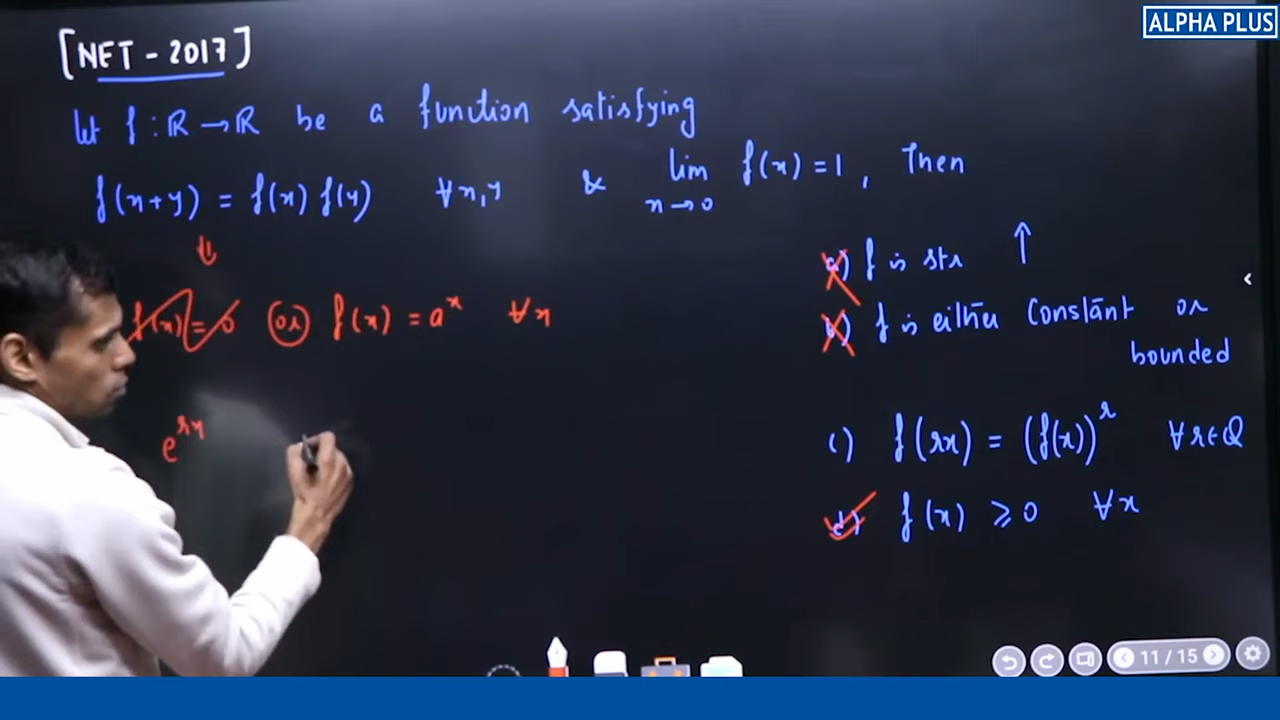 ALPHA PLUS
[NET - 2017]
let f : ℝ → ℝ be a function satisfying
f(x+y) = f(x) f(y) ∀x,y & lim x→0 f(x) = 1, Then
⇓
f(x) = 0 or f(x) = a^x ∀x
e^rx
a) f is str ↑
b) f is either Constant or
bounded
c) f(rx) = (f(x))^r ∀r∈Q
d) f(x) ⩾ 0 ∀x
11 / 15